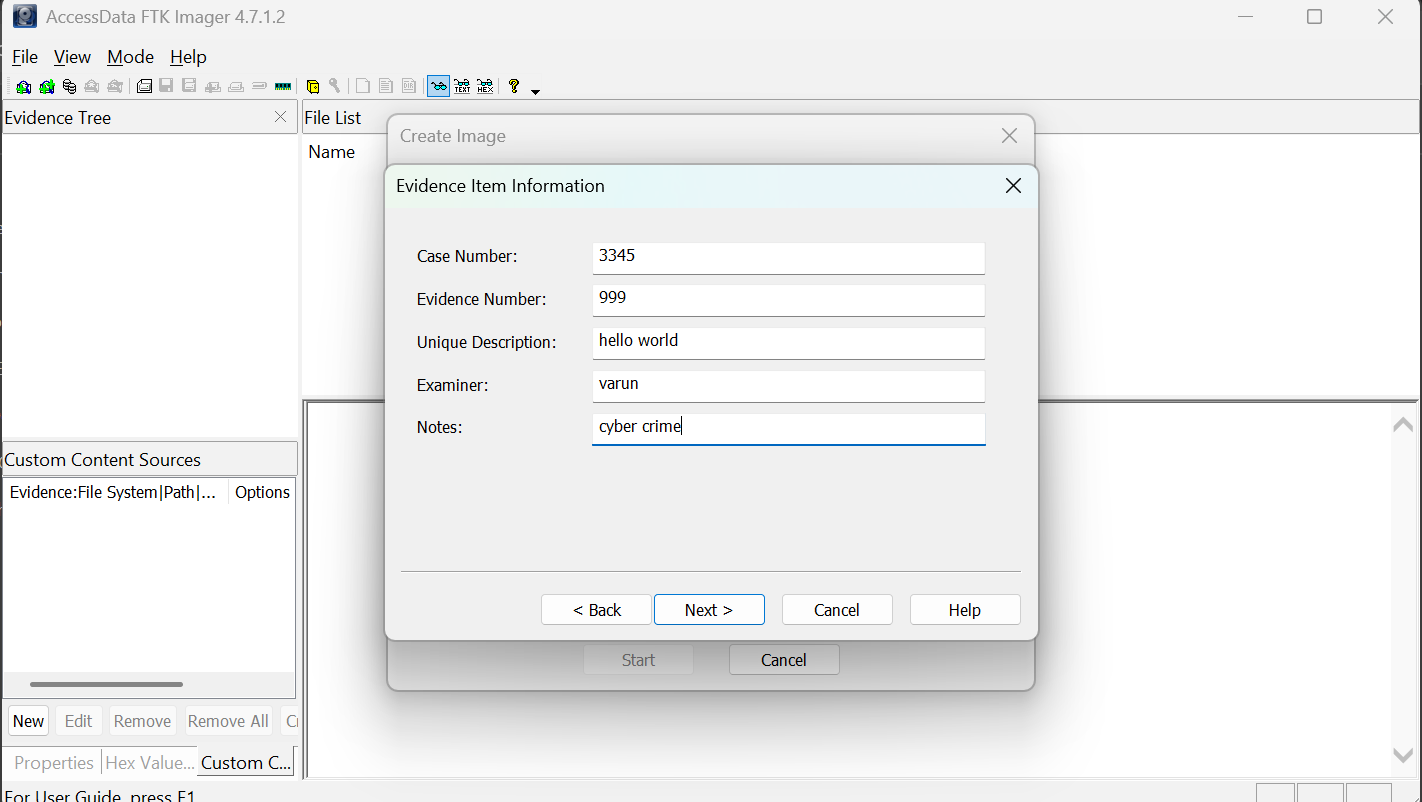 AccessData FTK Imager 4.7.1.2
File View Mode Help
TEXT HEX
Evidence Tree
File List
Name
Create Image
Evidence Item Information
Case Number: 3345
Evidence Number: 999
Unique Description: hello world
Examiner: varun
Notes: cyber crime
< Back Next > Cancel Help
Start Cancel
Custom Content Sources
Evidence:File System|Path|... Options
New Edit Remove Remove All
Properties Hex Value... Custom C...
For User Guide, press F1